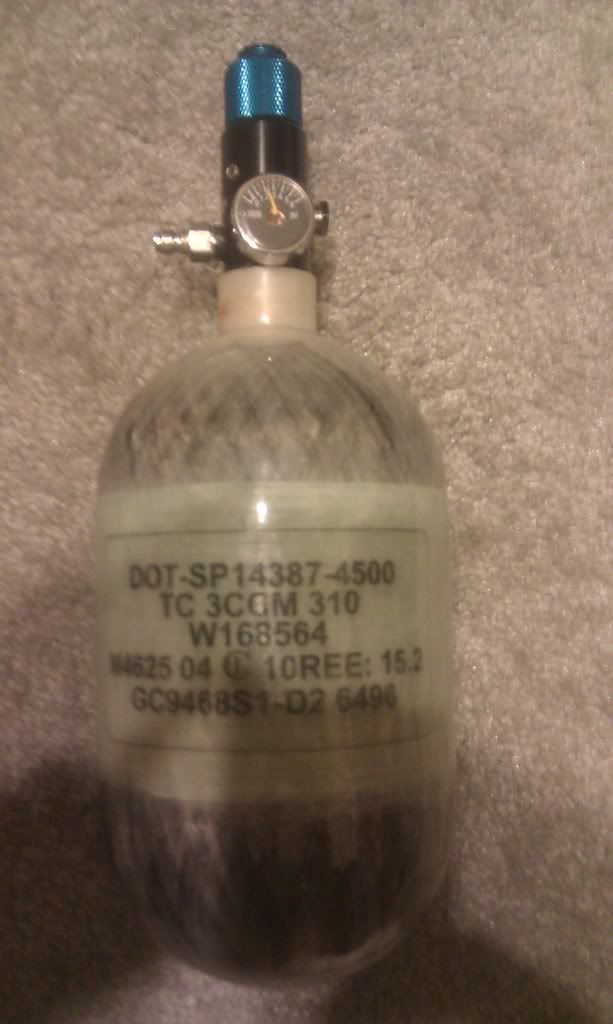 DOT-SP14387-4500
TC 3CCM 310
W168564
M4625 04 10REE: 15.2
GC9468S1-D2 6496